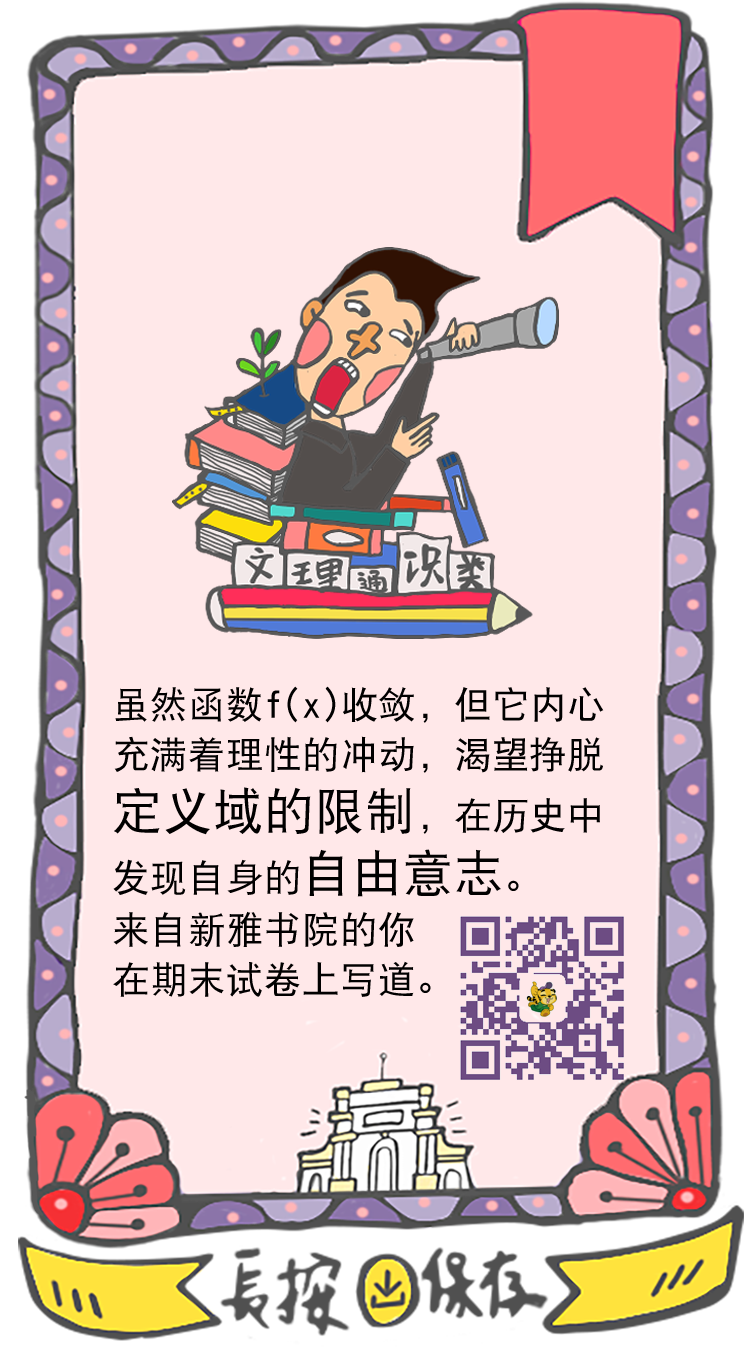 文理通识类
虽然函数f(x)收敛，但它内心
充满着理性的冲动，渴望挣脱
定义域的限制，在历史中
发现自身的自由意志。
来自新雅书院的你
在期末试卷上写道。
長按保存